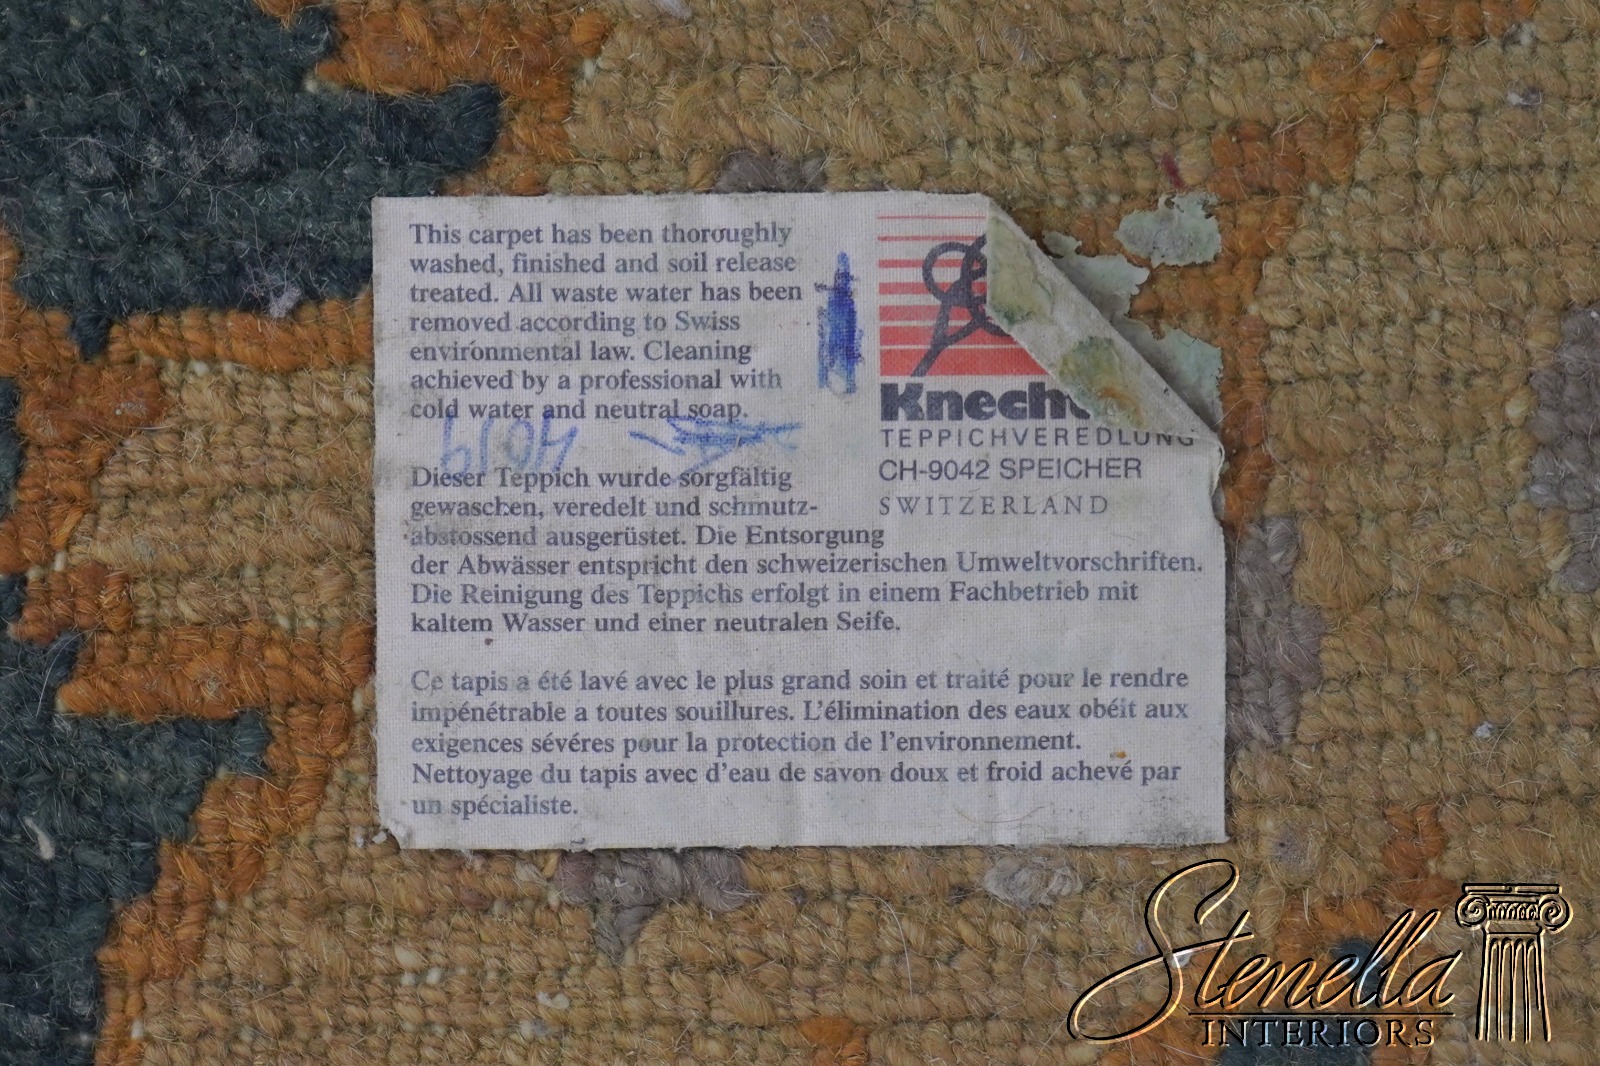 This carpet has been thoroughly
washed, finished and soil release
treated. All waste water has been
removed according to Swiss
environmental law. Cleaning
achieved by a professional with
cold water and neutral soap.
Knecht
TEPPICHVEREDLUNG
CH-9042 SPEICHER
SWITZERLAND
Dieser Teppich wurde sorgfältig
gewaschen, veredelt und schmutz-
abstossend ausgerüstet. Die Entsorgung
der Abwässer entspricht den schweizerischen Umweltvorschriften.
Die Reinigung des Teppichs erfolgt in einem Fachbetrieb mit
kaltem Wasser und einer neutralen Seife.
Ce tapis a été lavé avec le plus grand soin et traité pour le rendre
impénétrable a toutes souillures. L'élimination des eaux obéit aux
exigences sévéres pour la protection de l'environnement.
Nettoyage du tapis avec d'eau de savon doux et froid achevé par
un spécialiste.
Stenella
INTERIORS